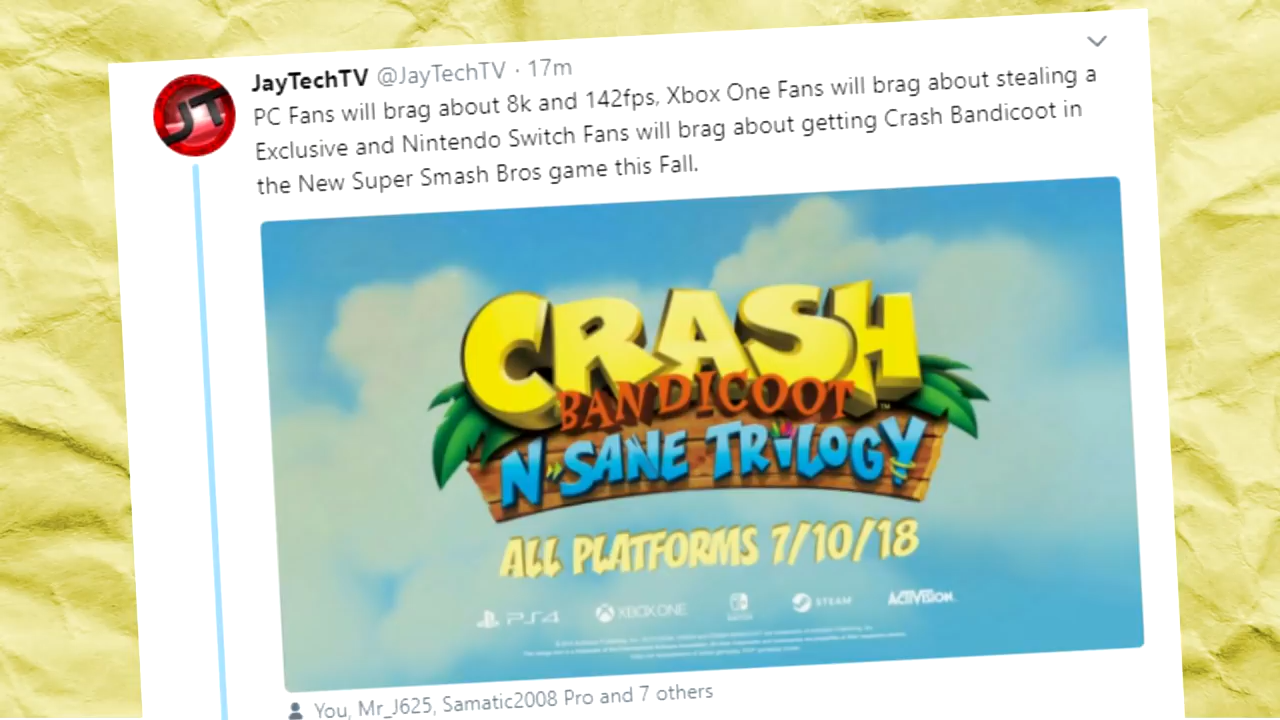 JT
JayTechTV @JayTechTV · 17m
PC Fans will brag about 8k and 142fps, Xbox One Fans will brag about stealing a
Exclusive and Nintendo Switch Fans will brag about getting Crash Bandicoot in
the New Super Smash Bros game this Fall.
CRASH
BANDICOOT
N·SANE TRiLOGY
ALL PLATFORMS 7/10/18
PS4 XBOX ONE STEAM ACTIVISION
You, Mr_J625, Samatic2008 Pro and 7 others